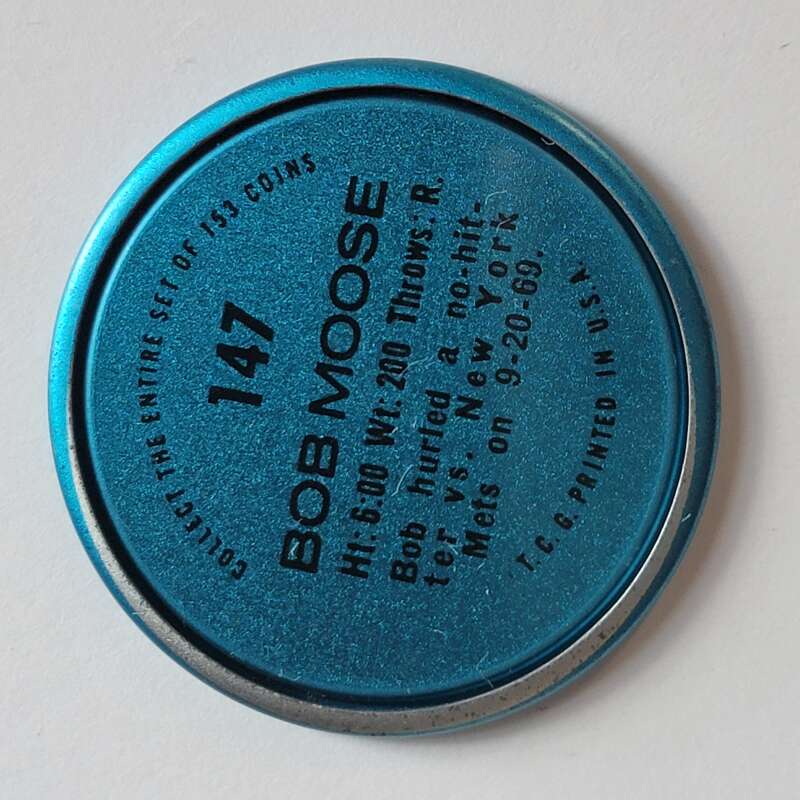 COLLECT THE ENTIRE SET OF 153 COINS
147
BOB MOOSE
Ht: 6:00 Wt: 200 Throws: R.
Bob hurled a no-hit-
ter vs. New York
Mets on 9-20-69.
T.C.G. PRINTED IN U.S.A.